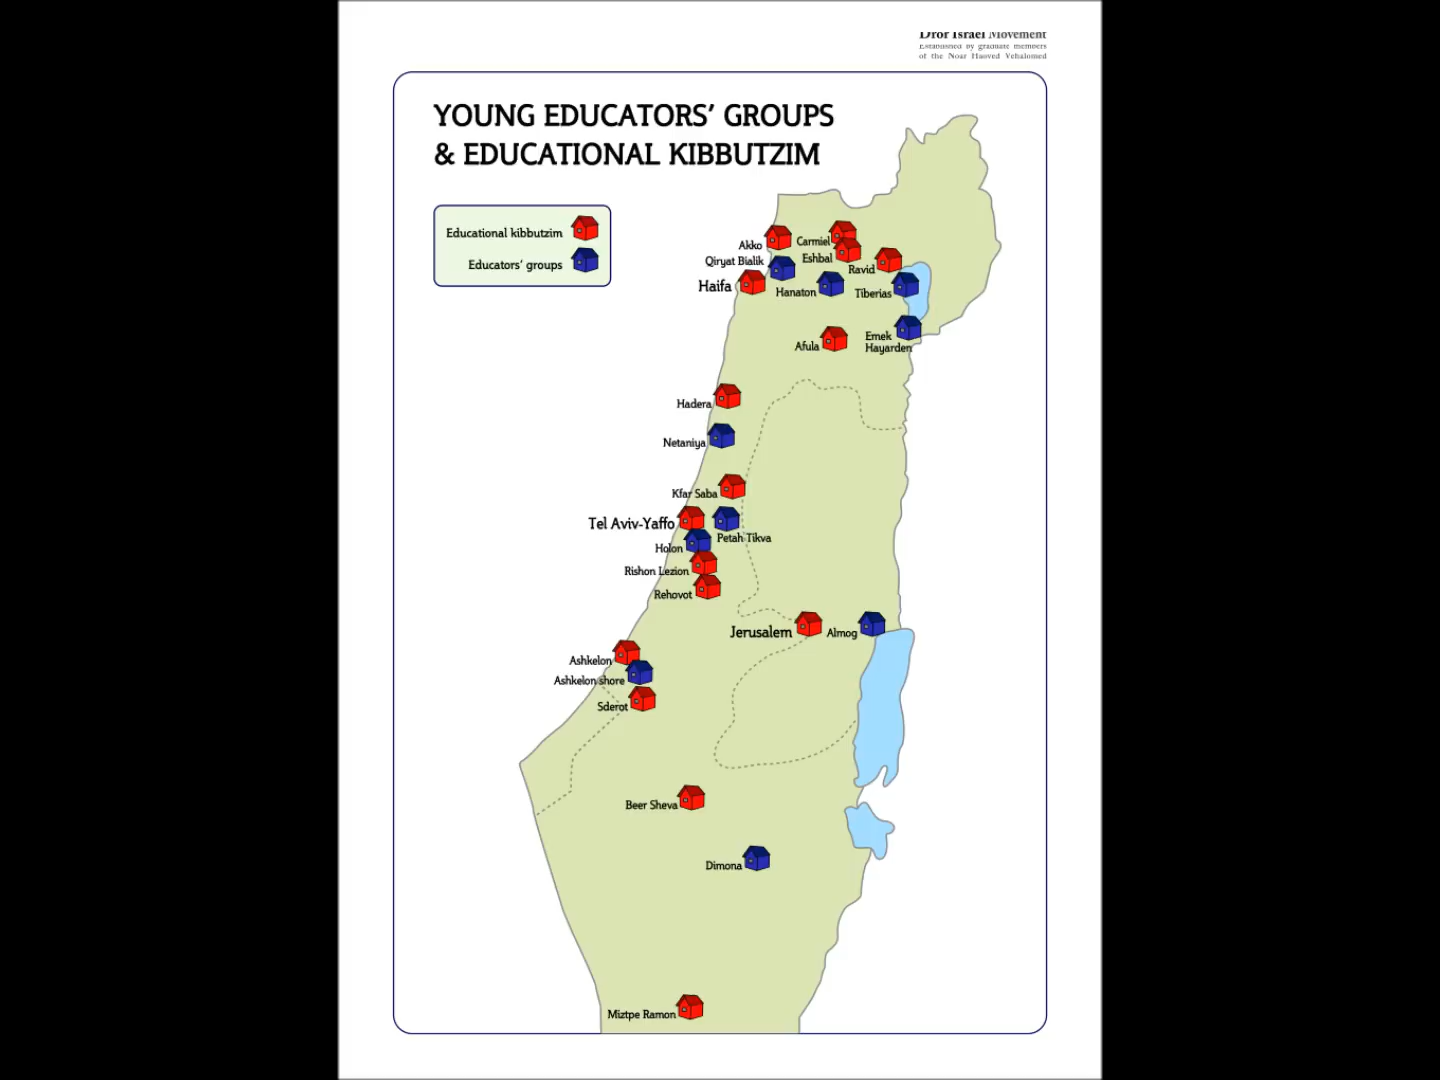 Dror Israel Movement
Established by graduate members
of the Noar Haoved Vehalomed
YOUNG EDUCATORS' GROUPS
& EDUCATIONAL KIBBUTZIM
Educational kibbutzim
Educators' groups
Akko
Carmiel
Qiryat Bialik
Eshbal
Ravid
Haifa
Hanaton
Tiberias
Afula
Emek
Hayarden
Hadera
Netaniya
Kfar Saba
Tel Aviv-Yaffo
Petah Tikva
Holon
Rishon Lezion
Rehovot
Jerusalem
Almog
Ashkelon
Ashkelon shore
Sderot
Beer Sheva
Dimona
Miztpe Ramon